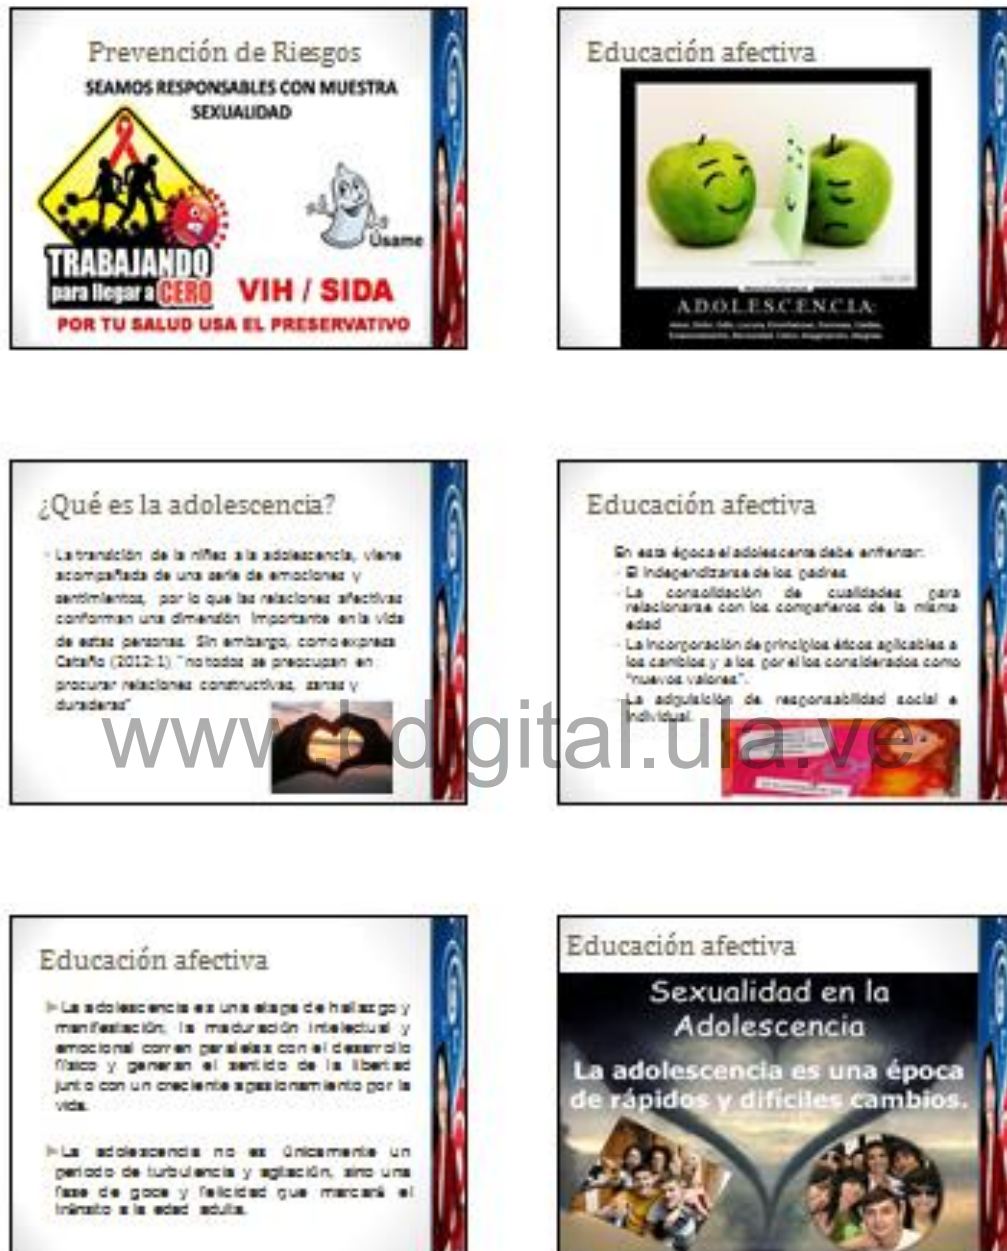 Prevención de Riesgos
SEAMOS RESPONSABLES CON MUESTRA
SEXUALIDAD
Úsame
TRABAJANDO
para llegar a CERO
VIH / SIDA
POR TU SALUD USA EL PRESERVATIVO
Educación afectiva
ADOLESCENCIA:
¿Qué es la adolescencia?
La transición de la niñes a la adolescencia, viene
acompañada de una serie de emociones y
sentimientos, por lo que las relaciones afectivas
conforman una dimensión importante en la vida
de estas personas. Sin embargo, como expresa
Cataño (2012:1) "no todos se preocupan en
procurar relaciones constructivas, sanas y
duraderas"
Educación afectiva
En esta época el adolescente debe enfrentar:
El independizarse de los padres
La consolidación de cualidades para
relacionarse con los compañeros de la misma
edad
La incorporación de principios éticos aplicables a
los cambios y a los por ellos considerados como
"nuevos valores".
La adquisición de responsabilidad social e
individual.
www.bdigital.ula.ve
Educación afectiva
La adolescencia es una etapa de hallazgo y
manifestación, la maduración intelectual y
emocional corren paralelas con el desarrollo
físico y generan el sentido de la libertad
junto con un creciente apasionamiento por la
vida.
La adolescencia no es únicamente un
periodo de turbulencia y agitación, sino una
fase de goce y felicidad que marcará el
tránsito a la edad adulta.
Educación afectiva
Sexualidad en la
Adolescencia
La adolescencia es una época
de rápidos y difíciles cambios.